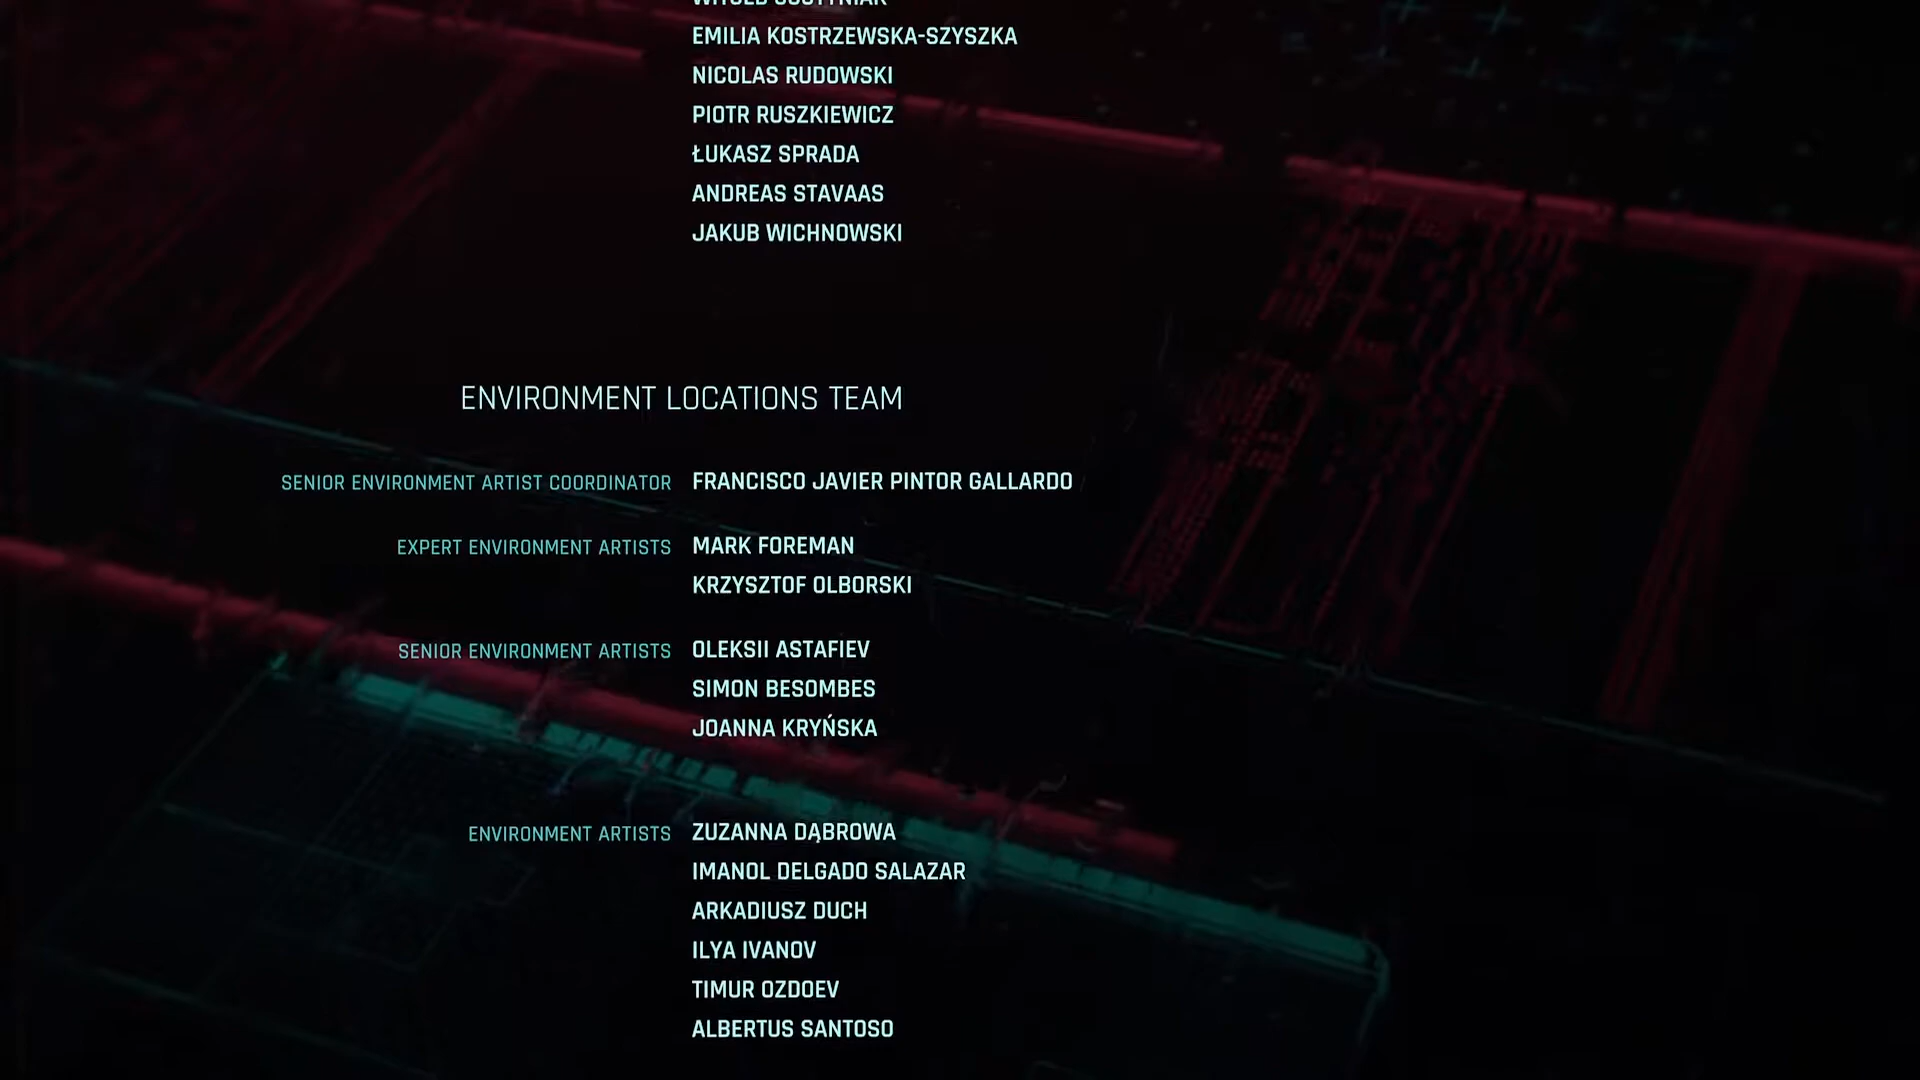 EMILIA KOSTRZEWSKA-SZYSZKA
NICOLAS RUDOWSKI
PIOTR RUSZKIEWICZ
ŁUKASZ SPRADA
ANDREAS STAVAAS
JAKUB WICHNOWSKI
ENVIRONMENT LOCATIONS TEAM
SENIOR ENVIRONMENT ARTIST COORDINATOR FRANCISCO JAVIER PINTOR GALLARDO
EXPERT ENVIRONMENT ARTISTS MARK FOREMAN
KRZYSZTOF OLBORSKI
SENIOR ENVIRONMENT ARTISTS OLEKSII ASTAFIEV
SIMON BESOMBES
JOANNA KRYŃSKA
ENVIRONMENT ARTISTS ZUZANNA DĄBROWA
IMANOL DELGADO SALAZAR
ARKADIUSZ DUCH
ILYA IVANOV
TIMUR OZDOEV
ALBERTUS SANTOSO